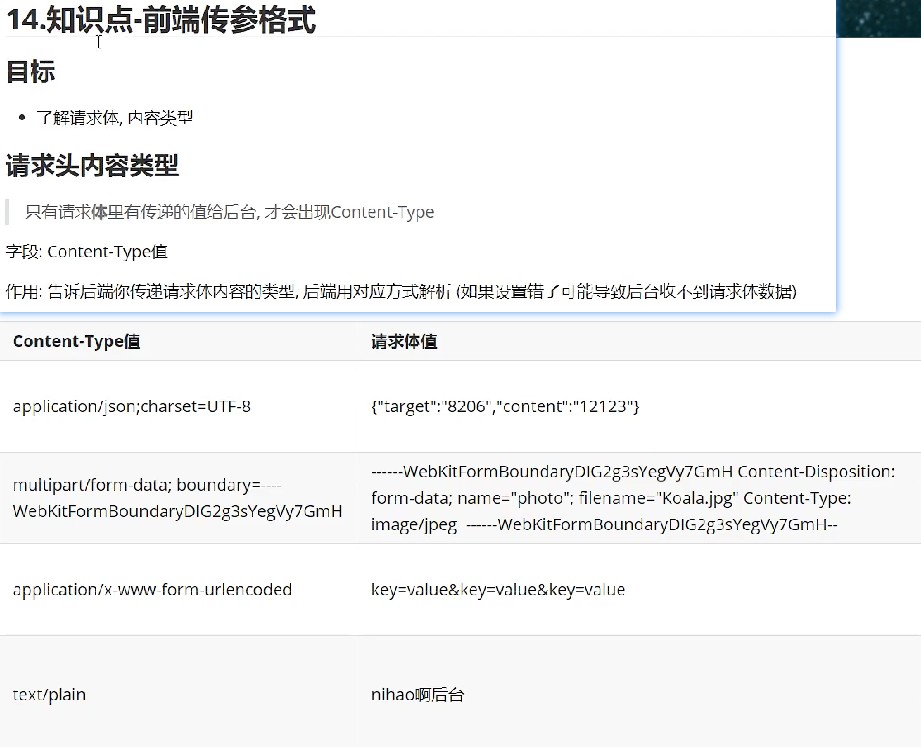 14.知识点-前端传参格式
目标
• 了解请求体, 内容类型
请求头内容类型
只有请求体里有传递的值给后台, 才会出现Content-Type
字段: Content-Type值
作用: 告诉后端你传递请求体内容的类型, 后端用对应方式解析 (如果设置错了可能导致后台收不到请求体数据)
Content-Type值 请求体值
application/json;charset=UTF-8 {"target":"8206","content":"12123"}
multipart/form-data; boundary=----
WebKitFormBoundaryDIG2g3sYegVy7GmH
------WebKitFormBoundaryDIG2g3sYegVy7GmH Content-Disposition:
form-data; name="photo"; filename="Koala.jpg" Content-Type:
image/jpeg ------WebKitFormBoundaryDIG2g3sYegVy7GmH--
application/x-www-form-urlencoded key=value&key=value&key=value
text/plain nihao啊后台